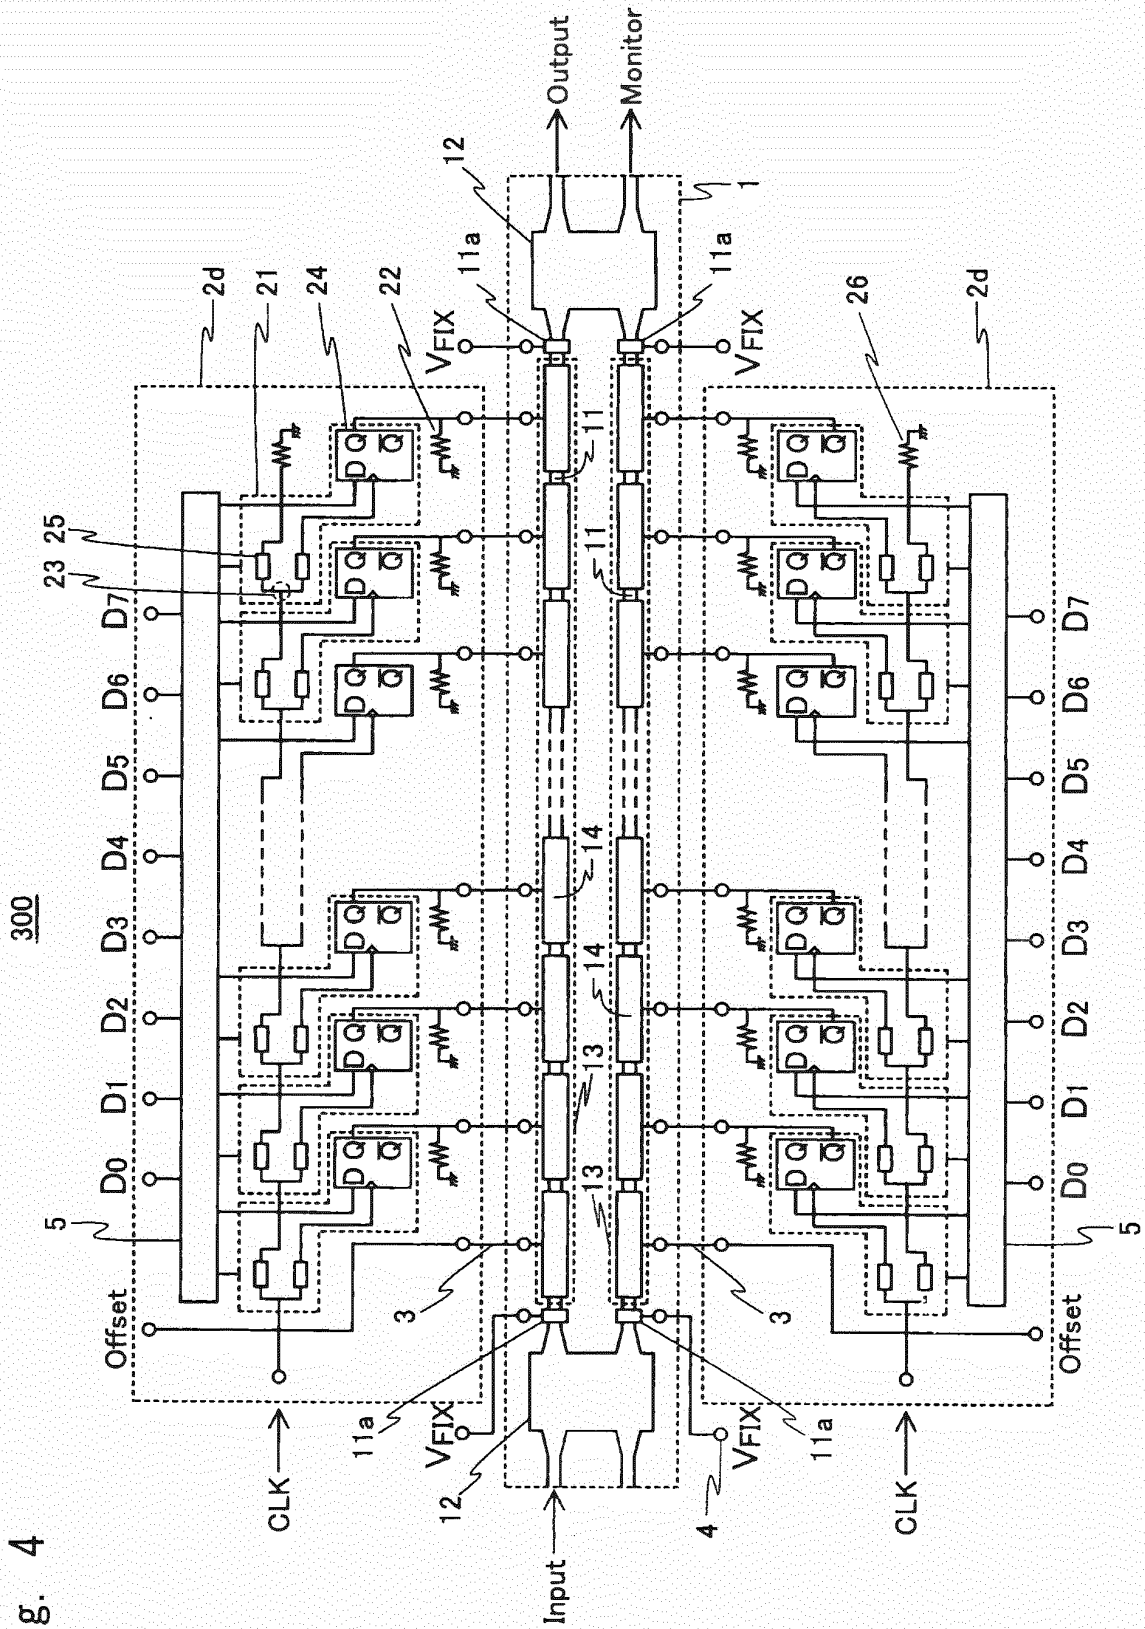 g. 4
300
Offset
D0
D1
D2
D3
D4
D5
D6
D7
5
23
25
21
24
22
2d
CLK
D Q
Q
D Q
Q
D Q
Q
D Q
Q
D Q
Q
D Q
Q
3
11a
VFIX
12
Input
13
14
11
VFIX
11a
12
Output
Monitor
1
13
14
11
11a
VFIX
4
11a
VFIX
3
D Q
Q
D Q
Q
D Q
Q
D Q
Q
D Q
Q
D Q
Q
26
2d
CLK
5
Offset
D0
D1
D2
D3
D4
D5
D6
D7